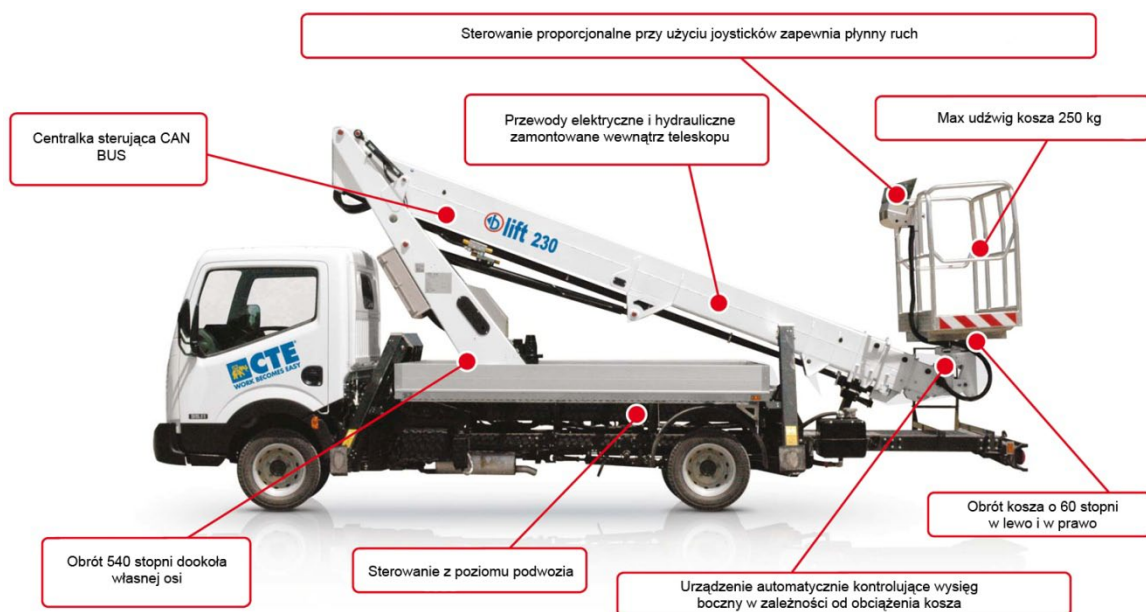 Sterowanie proporcjonalne przy użyciu joysticków zapewnia płynny ruch
Centralka sterująca CAN
BUS
Przewody elektryczne i hydrauliczne
zamontowane wewnątrz teleskopu
Max udźwig kosza 250 kg
lift 230
CTE
WORK BECOMES EASY
Obrót kosza o 60 stopni
w lewo i w prawo
Obrót 540 stopni dookoła
własnej osi
Sterowanie z poziomu podwozia
Urządzenie automatycznie kontrolujące wysięg
boczny w zależności od obciążenia kosza